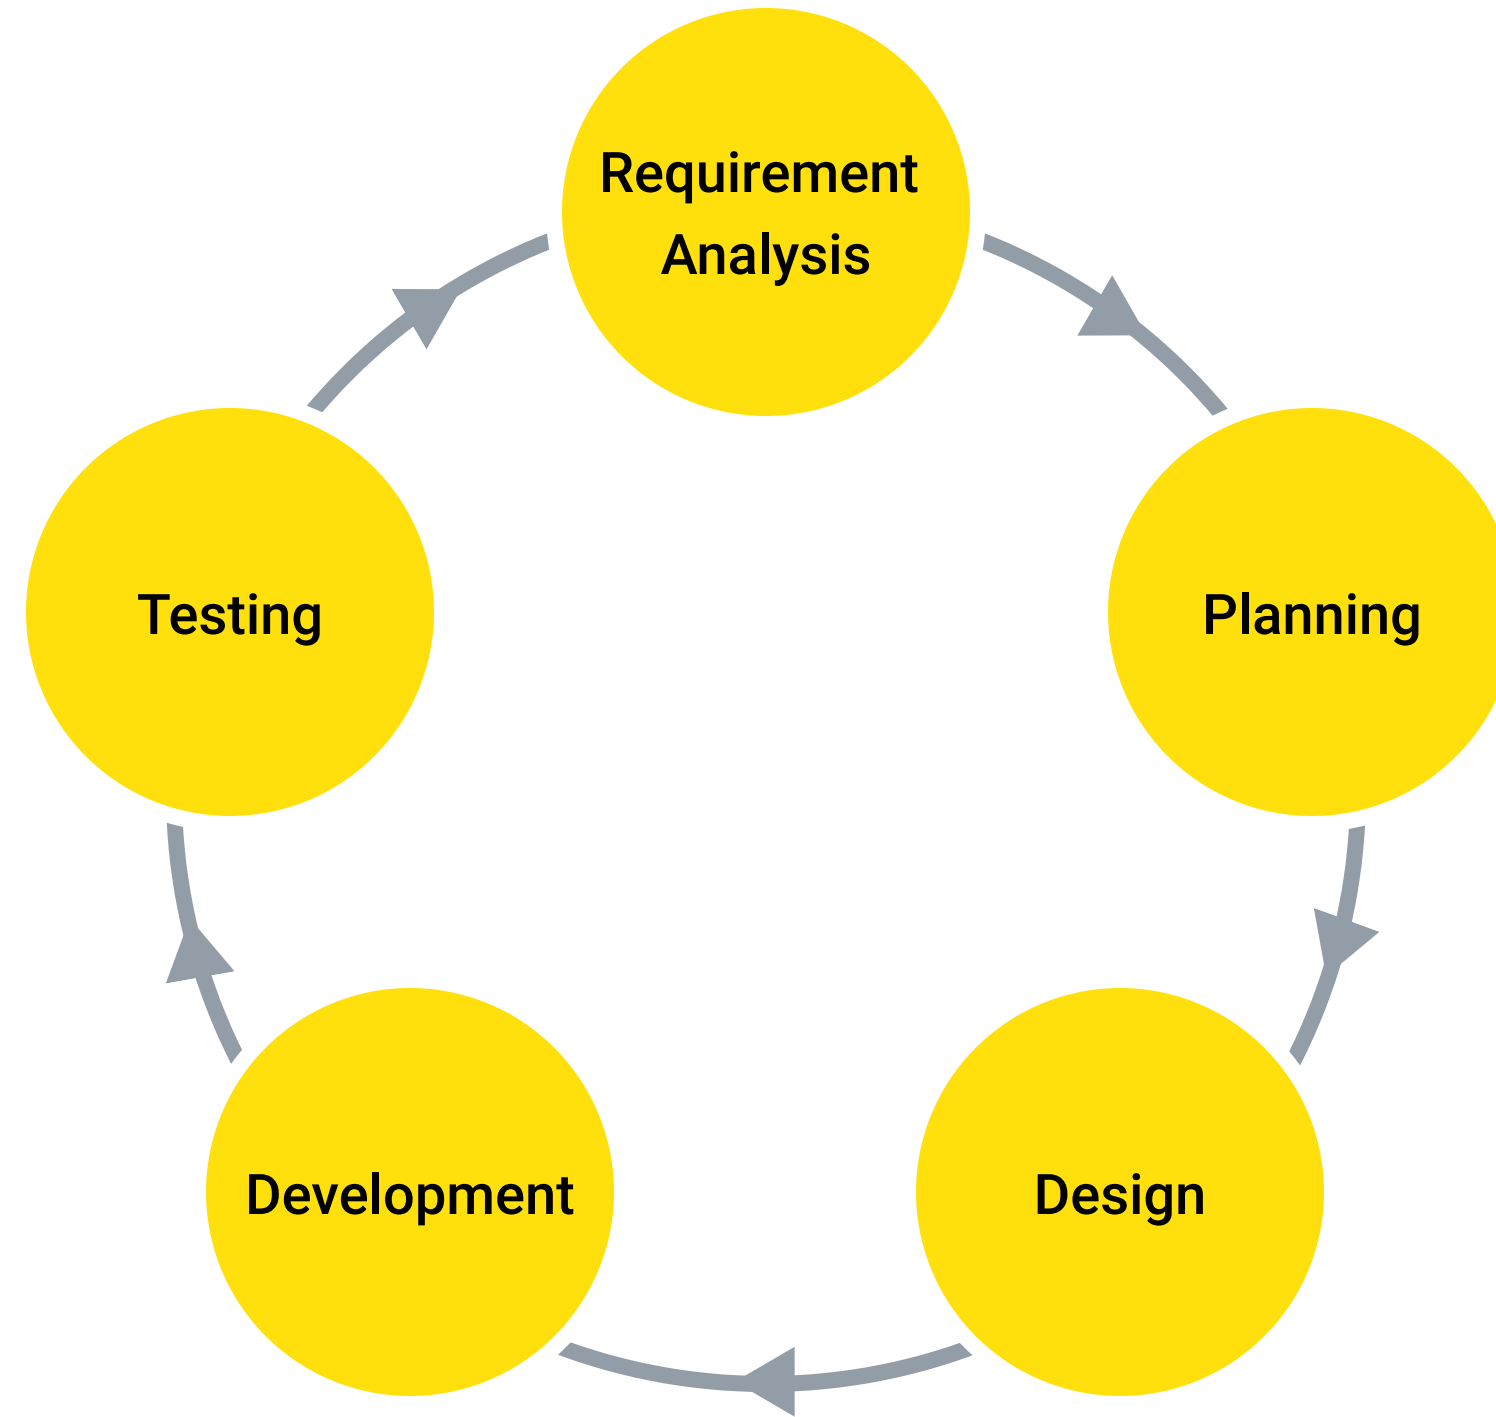 Requirement
Analysis
Testing
Planning
Development
Design